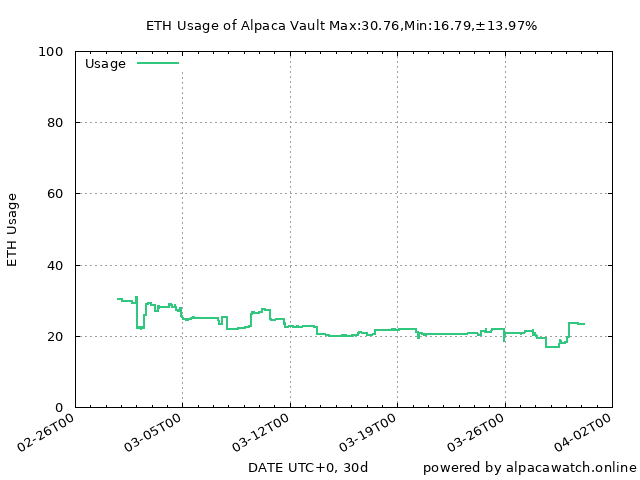 ETH Usage of Alpaca Vault Max:30.76,Min:16.79,±13.97%
Usage
100
80
60
40
20
0
ETH Usage
02-26T00
03-05T00
03-12T00
03-19T00
03-26T00
04-02T00
DATE UTC+0, 30d
powered by alpacawatch.online